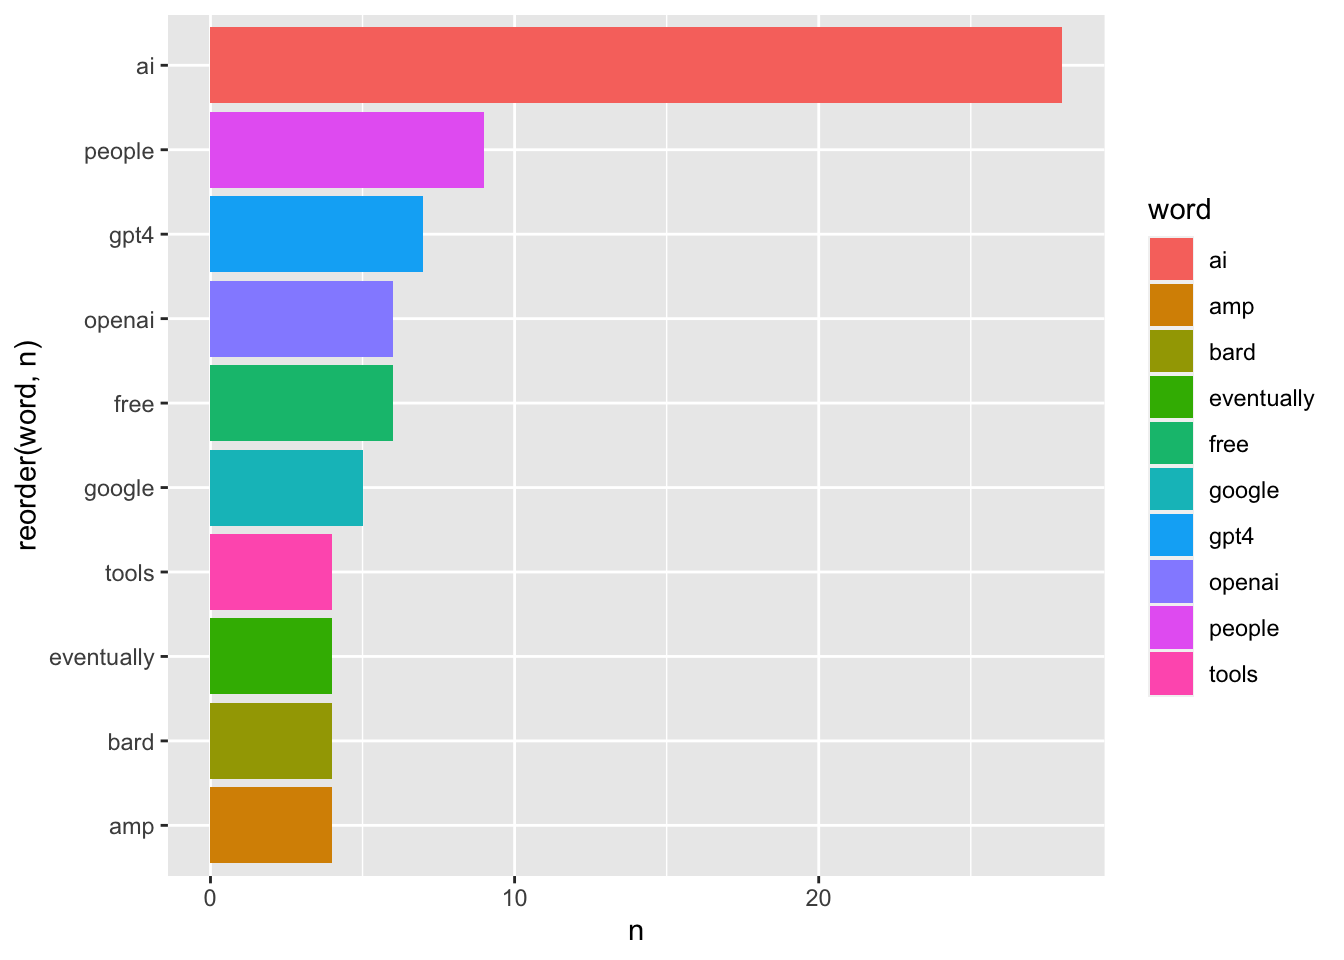 ai
people
gpt4
openai
free
google
tools
eventually
bard
amp
reorder(word, n)
0 10 20
n
word
ai
amp
bard
eventually
free
google
gpt4
openai
people
tools